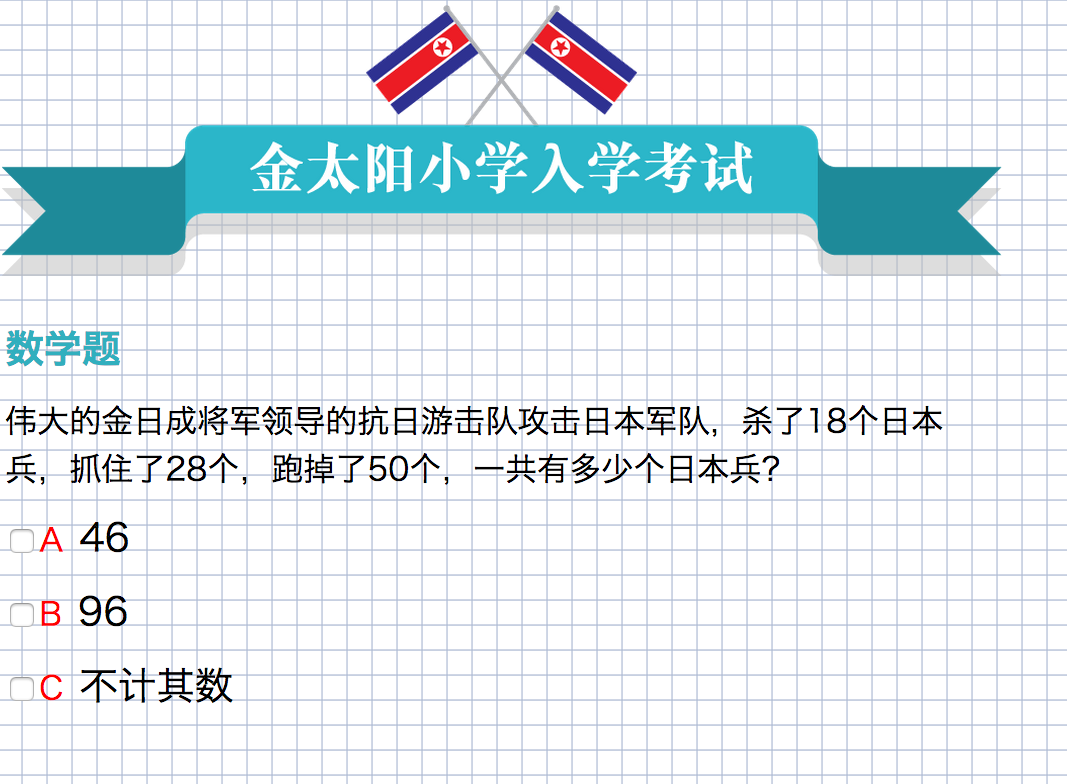 金太阳小学入学考试
数学题
伟大的金日成将军领导的抗日游击队攻击日本军队，杀了18个日本
兵，抓住了28个，跑掉了50个，一共有多少个日本兵？
A 46
B 96
C 不计其数